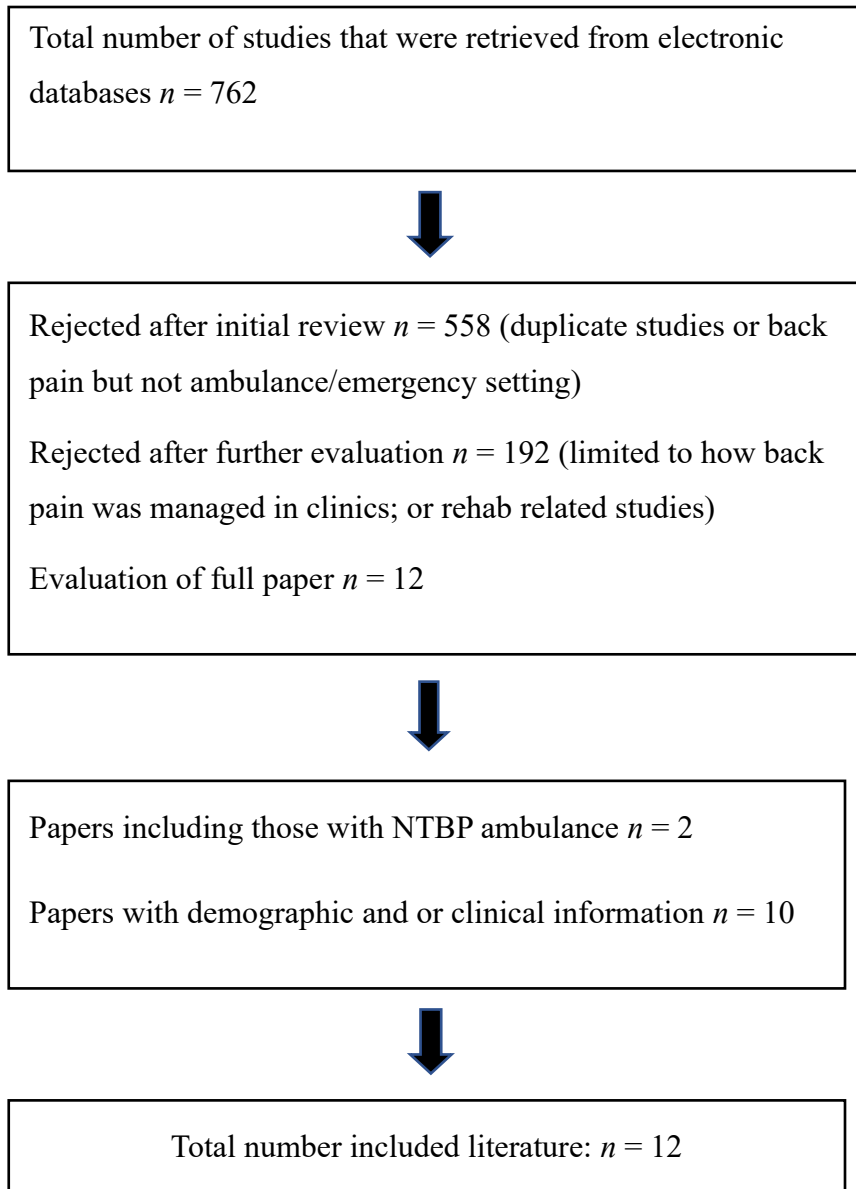 Total number of studies that were retrieved from electronic
databases n = 762
Rejected after initial review n = 558 (duplicate studies or back
pain but not ambulance/emergency setting)
Rejected after further evaluation n = 192 (limited to how back
pain was managed in clinics; or rehab related studies)
Evaluation of full paper n = 12
Papers including those with NTBP ambulance n = 2
Papers with demographic and or clinical information n = 10
Total number included literature: n = 12